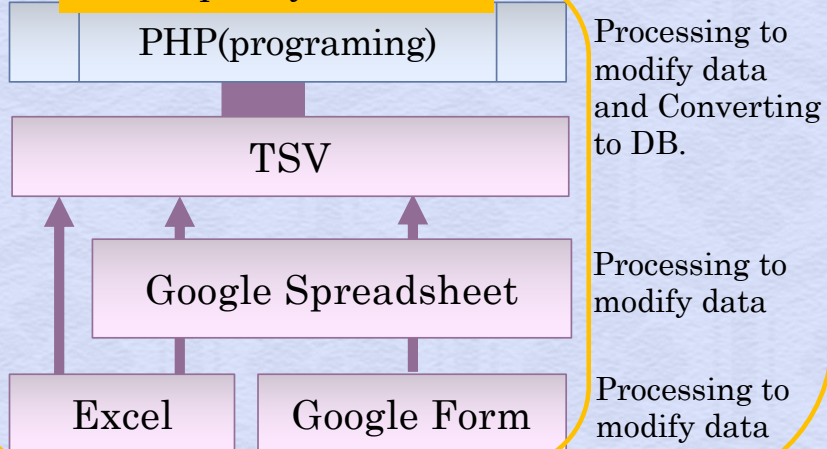 PHP(programing)
Processing to
modify data
and Converting
to DB.
TSV
Google Spreadsheet
Processing to
modify data
Excel
Google Form
Processing to
modify data